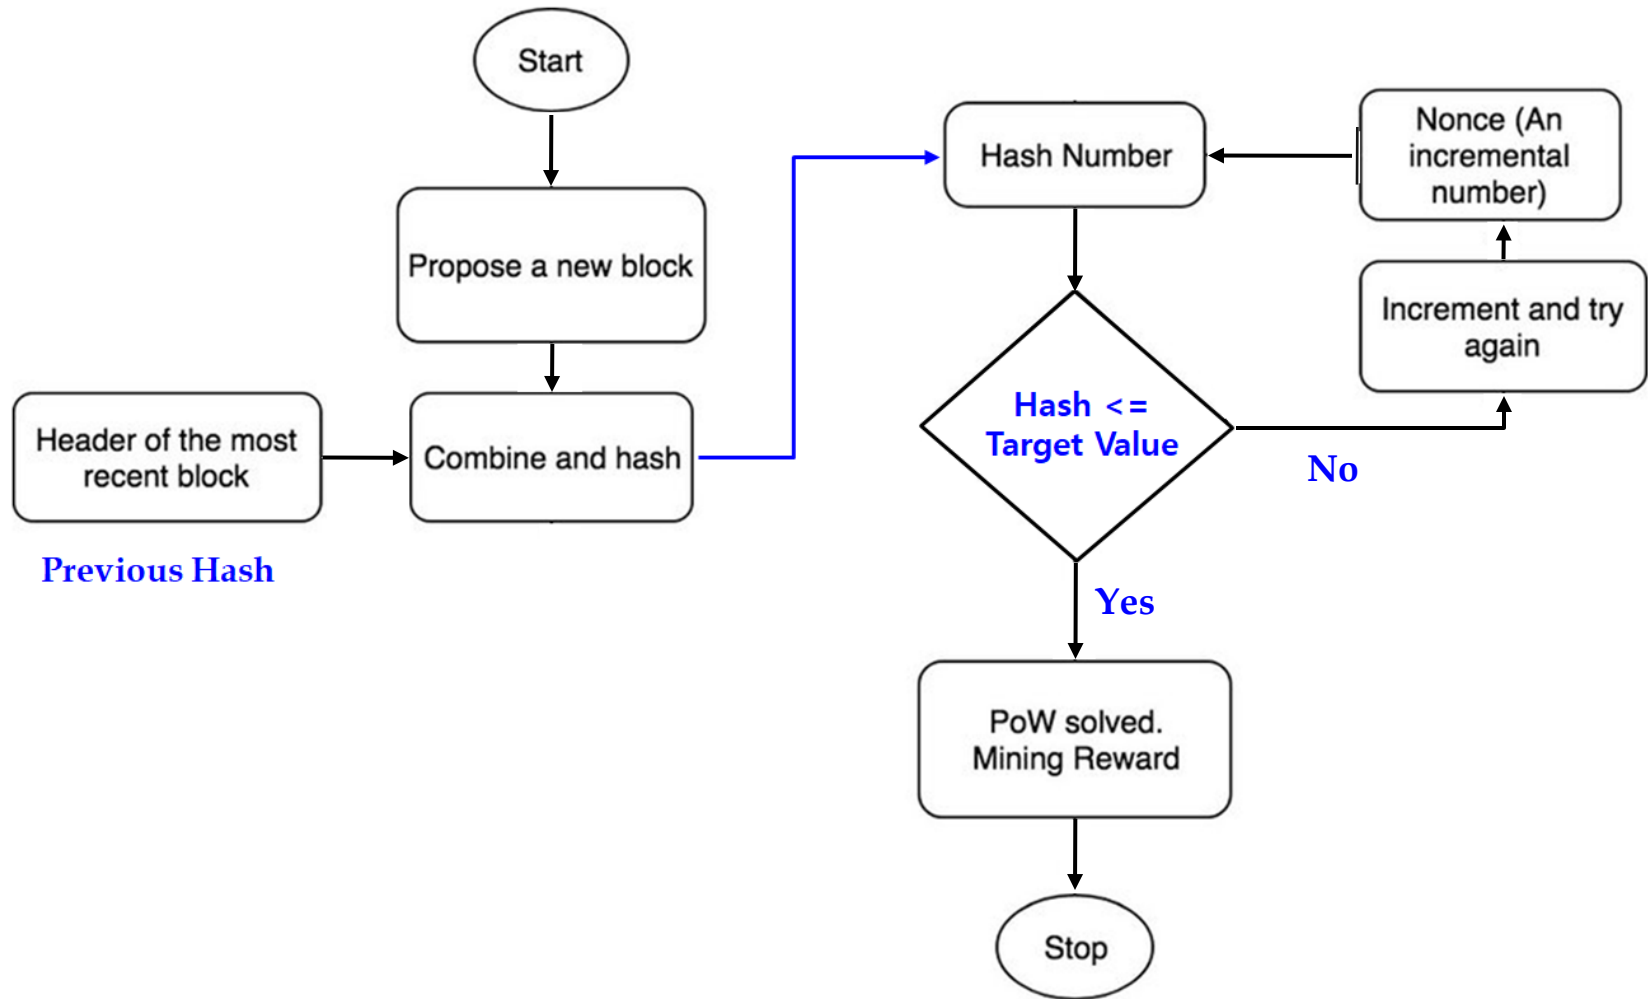 Start
Propose a new block
Header of the most
recent block
Previous Hash
Combine and hash
Hash Number
Nonce (An
incremental
number)
Increment and try
again
Hash <=
Target Value
No
Yes
PoW solved.
Mining Reward
Stop